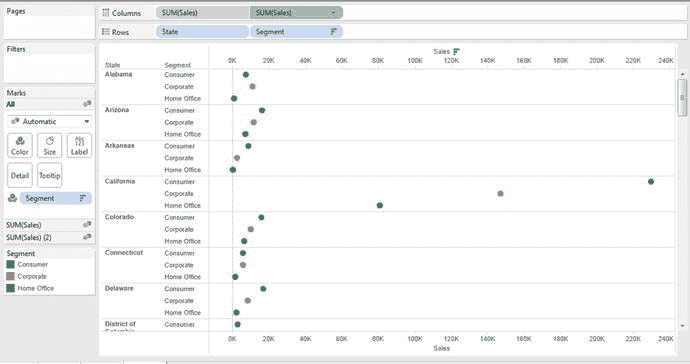 Pages
Columns SUM(Sales) SUM(Sales)
Rows State Segment
Filters
Sales
0K 20K 40K 60K 80K 100K 120K 140K 160K 180K 200K 220K 240K
State Segment
Marks
All
Automatic
Color Size Label
Detail Tooltip
Segment
SUM(Sales)
SUM(Sales) (2)
Segment
Consumer
Corporate
Home Office
Alabama Consumer
Corporate
Home Office
Arizona Consumer
Corporate
Home Office
Arkansas Consumer
Corporate
Home Office
California Consumer
Corporate
Home Office
Colorado Consumer
Corporate
Home Office
Connecticut Consumer
Corporate
Home Office
Delaware Consumer
Corporate
Home Office
District of Consumer
0K 20K 40K 60K 80K 100K 120K 140K 160K 180K 200K 220K 240K
Sales